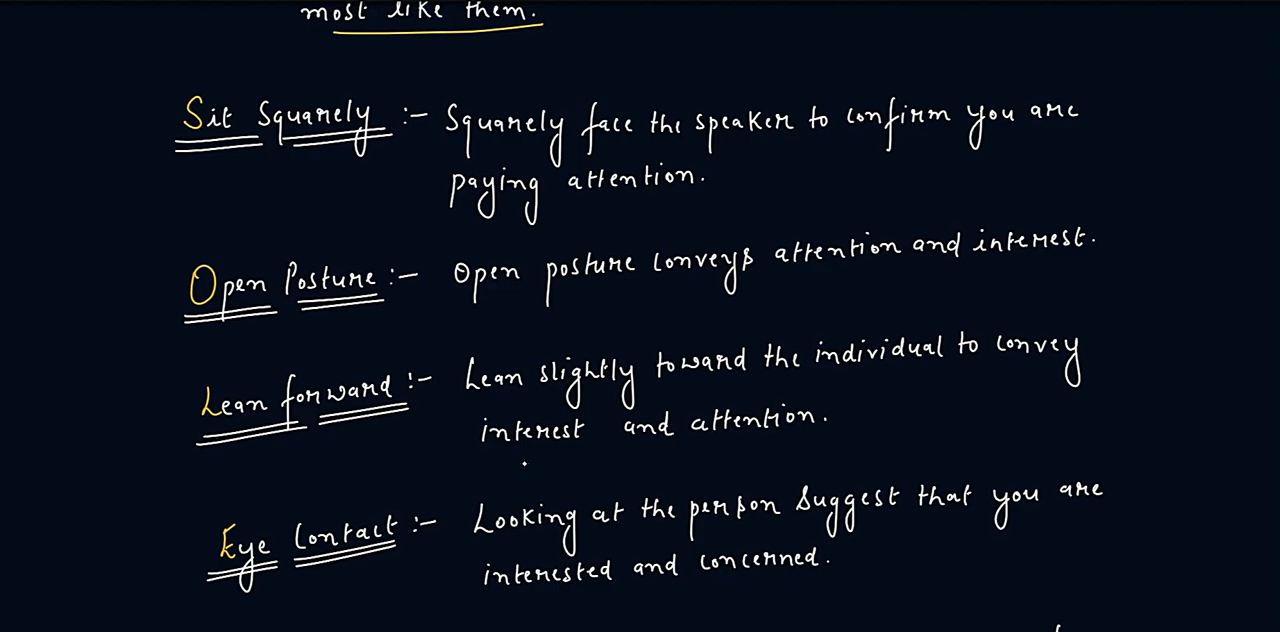 most like them.
Sit Squarely :- Squarely face the speaker to confirm you are
paying attention.
Open Posture :- Open posture conveys attention and interest.
Lean forward :- Lean slightly toward the individual to convey
interest and attention.
Eye Contact :- Looking at the person Suggest that you are
interested and concerned.